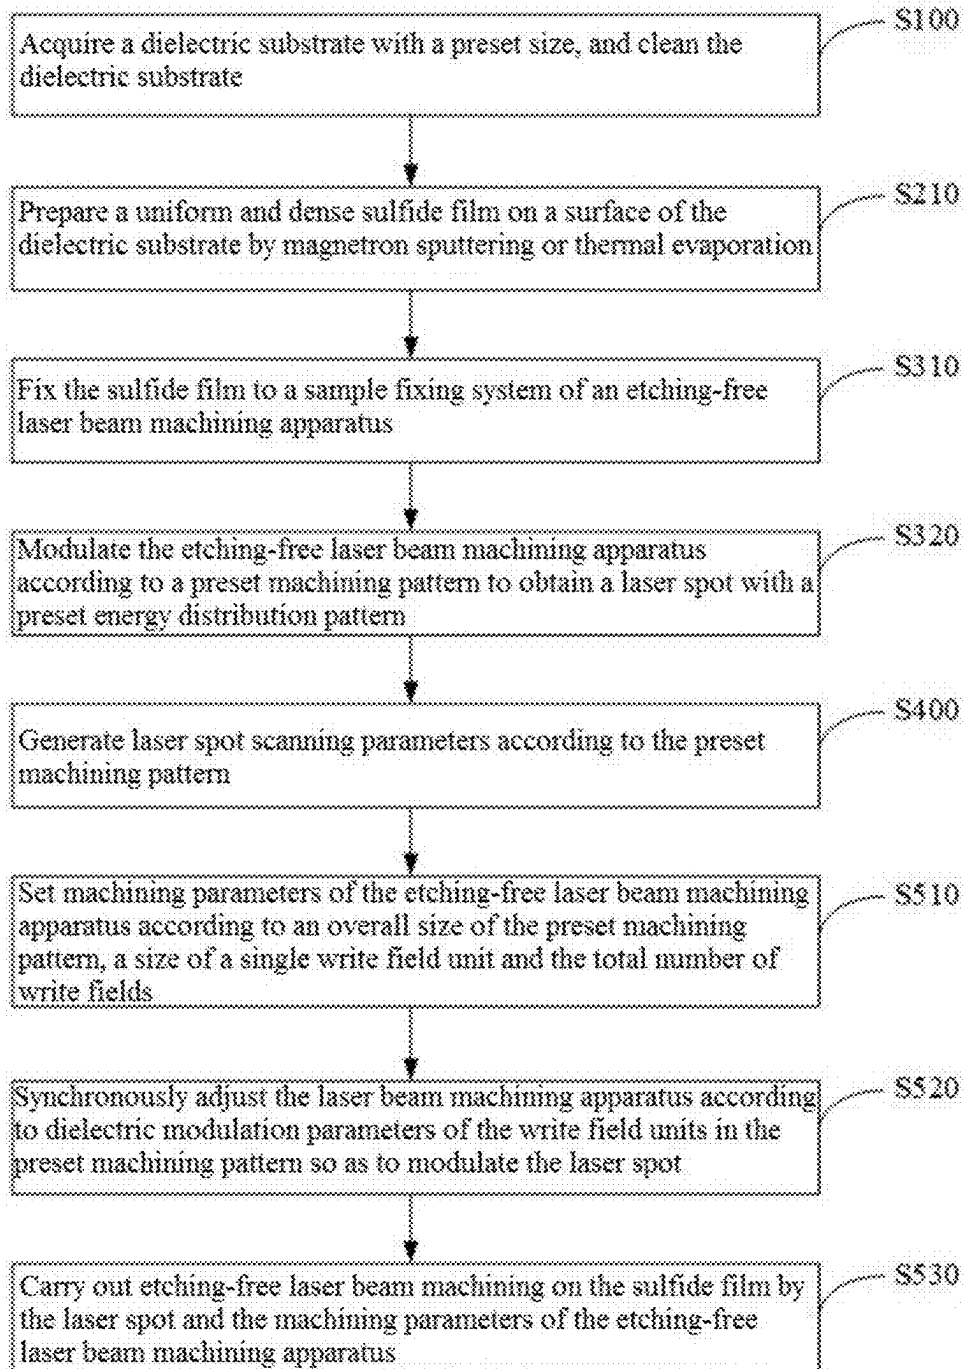 S100
Acquire a dielectric substrate with a preset size, and clean the
dielectric substrate
S210
Prepare a uniform and dense sulfide film on a surface of the
dielectric substrate by magnetron sputtering or thermal evaporation
S310
Fix the sulfide film to a sample fixing system of an etching-free
laser beam machining apparatus
S320
Modulate the etching-free laser beam machining apparatus
according to a preset machining pattern to obtain a laser spot with a
preset energy distribution pattern
S400
Generate laser spot scanning parameters according to the preset
machining pattern
S510
Set machining parameters of the etching-free laser beam machining
apparatus according to an overall size of the preset machining
pattern, a size of a single write field unit and the total number of
write fields
S520
Synchronously adjust the laser beam machining apparatus according
to dielectric modulation parameters of the write field units in the
preset machining pattern so as to modulate the laser spot
S530
Carry out etching-free laser beam machining on the sulfide film by
the laser spot and the machining parameters of the etching-free
laser beam machining apparatus